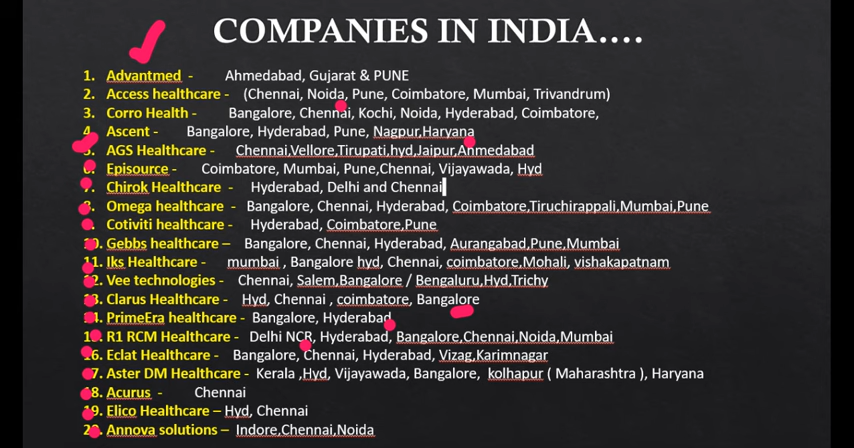 COMPANIES IN INDIA....
1. Advantmed - Ahmedabad, Gujarat & PUNE
2. Access healthcare - (Chennai, Noida, Pune, Coimbatore, Mumbai, Trivandrum)
3. Corro Health - Bangalore, Chennai, Kochi, Noida, Hyderabad, Coimbatore,
4. Ascent - Bangalore, Hyderabad, Pune, Nagpur,Haryana
5. AGS Healthcare - Chennai,Vellore,Tirupati,hyd,Jaipur,Ahmedabad
6. Episource - Coimbatore, Mumbai, Pune,Chennai, Vijayawada, Hyd
7. Chirok Healthcare - Hyderabad, Delhi and Chennai
8. Omega healthcare - Bangalore, Chennai, Hyderabad, Coimbatore,Tiruchirappali,Mumbai,Pune
9. Cotiviti healthcare - Hyderabad, Coimbatore,Pune
10. Gebbs healthcare – Bangalore, Chennai, Hyderabad, Aurangabad,Pune,Mumbai
11. Iks Healthcare - mumbai , Bangalore hyd, Chennai, coimbatore,Mohali, vishakapatnam
12. Vee technologies - Chennai, Salem,Bangalore / Bengaluru,Hyd,Trichy
13. Clarus Healthcare - Hyd, Chennai , coimbatore, Bangalore
14. PrimeEra healthcare - Bangalore, Hyderabad
15. R1 RCM Healthcare - Delhi NCR, Hyderabad, Bangalore,Chennai,Noida,Mumbai
16. Eclat Healthcare - Bangalore, Chennai, Hyderabad, Vizag,Karimnagar
17. Aster DM Healthcare - Kerala ,Hyd, Vijayawada, Bangalore, kolhapur ( Maharashtra ), Haryana
18. Acurus - Chennai
19. Elico Healthcare – Hyd, Chennai
20. Annova solutions – Indore,Chennai,Noida